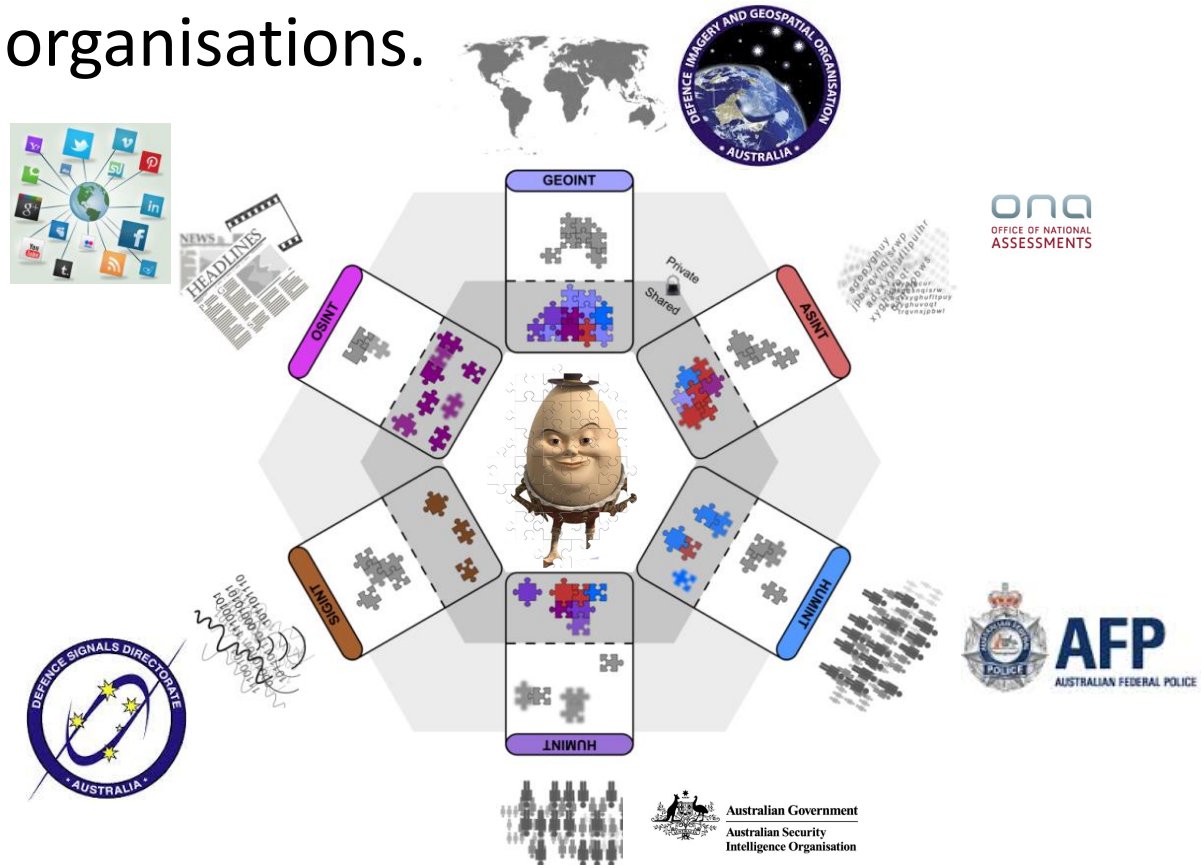 organisations.
DEFENCE IMAGERY AND GEOSPATIAL ORGANISATION
• AUSTRALIA •
GEOINT
ona
OFFICE OF NATIONAL
ASSESSMENTS
NEWS
HEADLINES
Private
Shared
OSINT
ASINT
SIGINT
HUMINT
DEFENCE SIGNALS DIRECTORATE
• AUSTRALIA •
POLICE
AFP
AUSTRALIAN FEDERAL POLICE
HUMINT
Australian Government
Australian Security
Intelligence Organisation